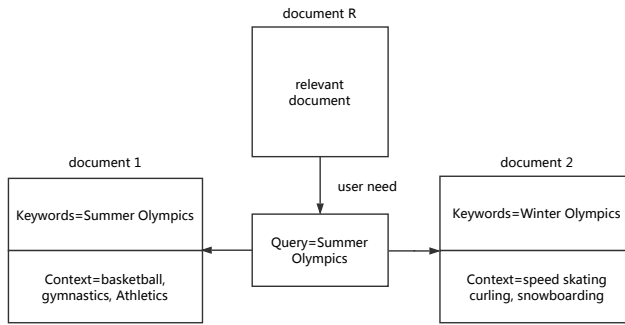 document R
relevant
document
document 1
document 2
user need
Keywords=Summer Olympics
Context=basketball,
gymnastics, Athletics
Query=Summer
Olympics
Keywords=Winter Olympics
Context=speed skating
curling, snowboarding